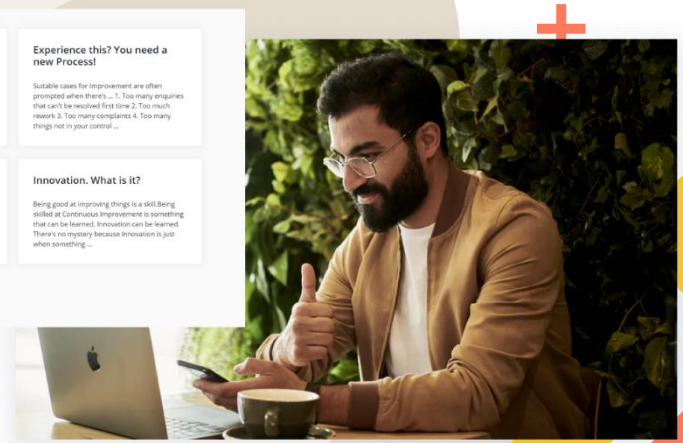 Experience this? You need a
new Process!
Suitable cases for Improvement are often
prompted when there's ... 1. Too many enquiries
that can't be resolved first time 2. Too much
rework 3. Too many complaints 4. Too many
things not in your control ...
Innovation. What is it?
Being good at improving things is a skill.Being
skilled at Continuous Improvement is something
that can be learned. Innovation can be learned.
There's no mystery because Innovation is just
when something ...